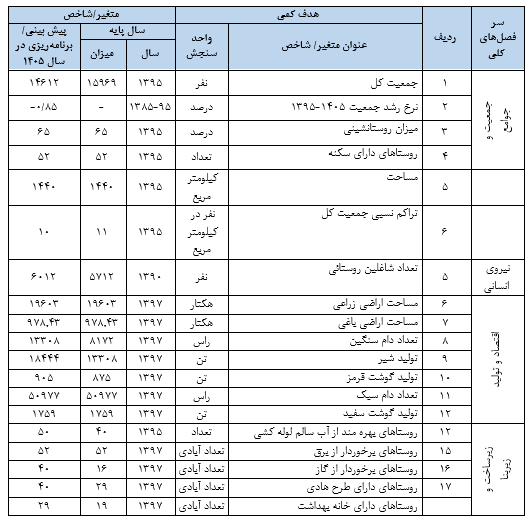 سر فصل‌های کلی | ردیف | هدف کمی | متغیر/شاخص
عنوان متغیر/ شاخص | واحد سنجش | سال پایه | پیش بینی/ برنامه‌ریزی در سال ۱۴۰۵
سال | میزان
جمعیت و جوامع
۱ | جمعیت کل | نفر | ۱۳۹۵ | ۱۵۹۶۹ | ۱۴۶۱۲
۲ | نرخ رشد جمعیت ۱۴۰۵-۱۳۹۵ | درصد | ۱۳۸۵-۹۵ | - | -۰/۸۵
۳ | میزان روستانشینی | درصد | ۱۳۹۵ | ۶۵ | ۶۵
۴ | روستاهای دارای سکنه | تعداد | ۱۳۹۵ | ۵۲ | ۵۲
۵ | مساحت | کیلومتر مربع | ۱۳۹۵ | ۱۴۴۰ | ۱۴۴۰
۶ | تراکم نسبی جمعیت کل | نفر در کیلومتر مربع | ۱۳۹۵ | ۱۱ | ۱۰
نیروی انسانی
۵ | تعداد شاغلین روستائی | نفر | ۱۳۹۰ | ۵۷۱۲ | ۶۰۱۲
اقتصاد و تولید
۶ | مساحت اراضی زراعی | هکتار | ۱۳۹۷ | ۱۹۶۰۳ | ۱۹۶۰۳
۷ | مساحت اراضی باغی | هکتار | ۱۳۹۷ | ۹۷۸,۴۳ | ۹۷۸,۴۳
۸ | تعداد دام سنگین | راس | ۱۳۹۷ | ۸۱۷۲ | ۱۳۳۰۸
۹ | تولید شیر | تن | ۱۳۹۷ | ۱۳۳۰۸ | ۱۸۴۴۴
۱۰ | تولید گوشت قرمز | تن | ۱۳۹۷ | ۸۷۵ | ۹۰۵
۱۱ | تعداد دام سبک | راس | ۱۳۹۷ | ۵۰۹۷۷ | ۵۰۹۷۷
۱۲ | تولید گوشت سفید | تن | ۱۳۹۷ | ۱۷۵۹ | ۱۷۵۹
زیرساخت و زیربنا
۱۲ | روستاهای بهره مند از آب سالم لوله کشی | تعداد | ۱۳۹۵ | ۴۰ | ۵۰
۱۵ | روستاهای برخوردار از برق | تعداد آبادی | ۱۳۹۷ | ۵۲ | ۵۲
۱۶ | روستاهای برخوردار از گاز | تعداد آبادی | ۱۳۹۷ | ۱۶ | ۴۰
۱۷ | روستاهای دارای طرح هادی | تعداد آبادی | ۱۳۹۷ | ۲۹ | ۴۰
روستاهای دارای خانه بهداشت | تعداد آبادی | ۱۳۹۷ | ۱۹ | ۲۹